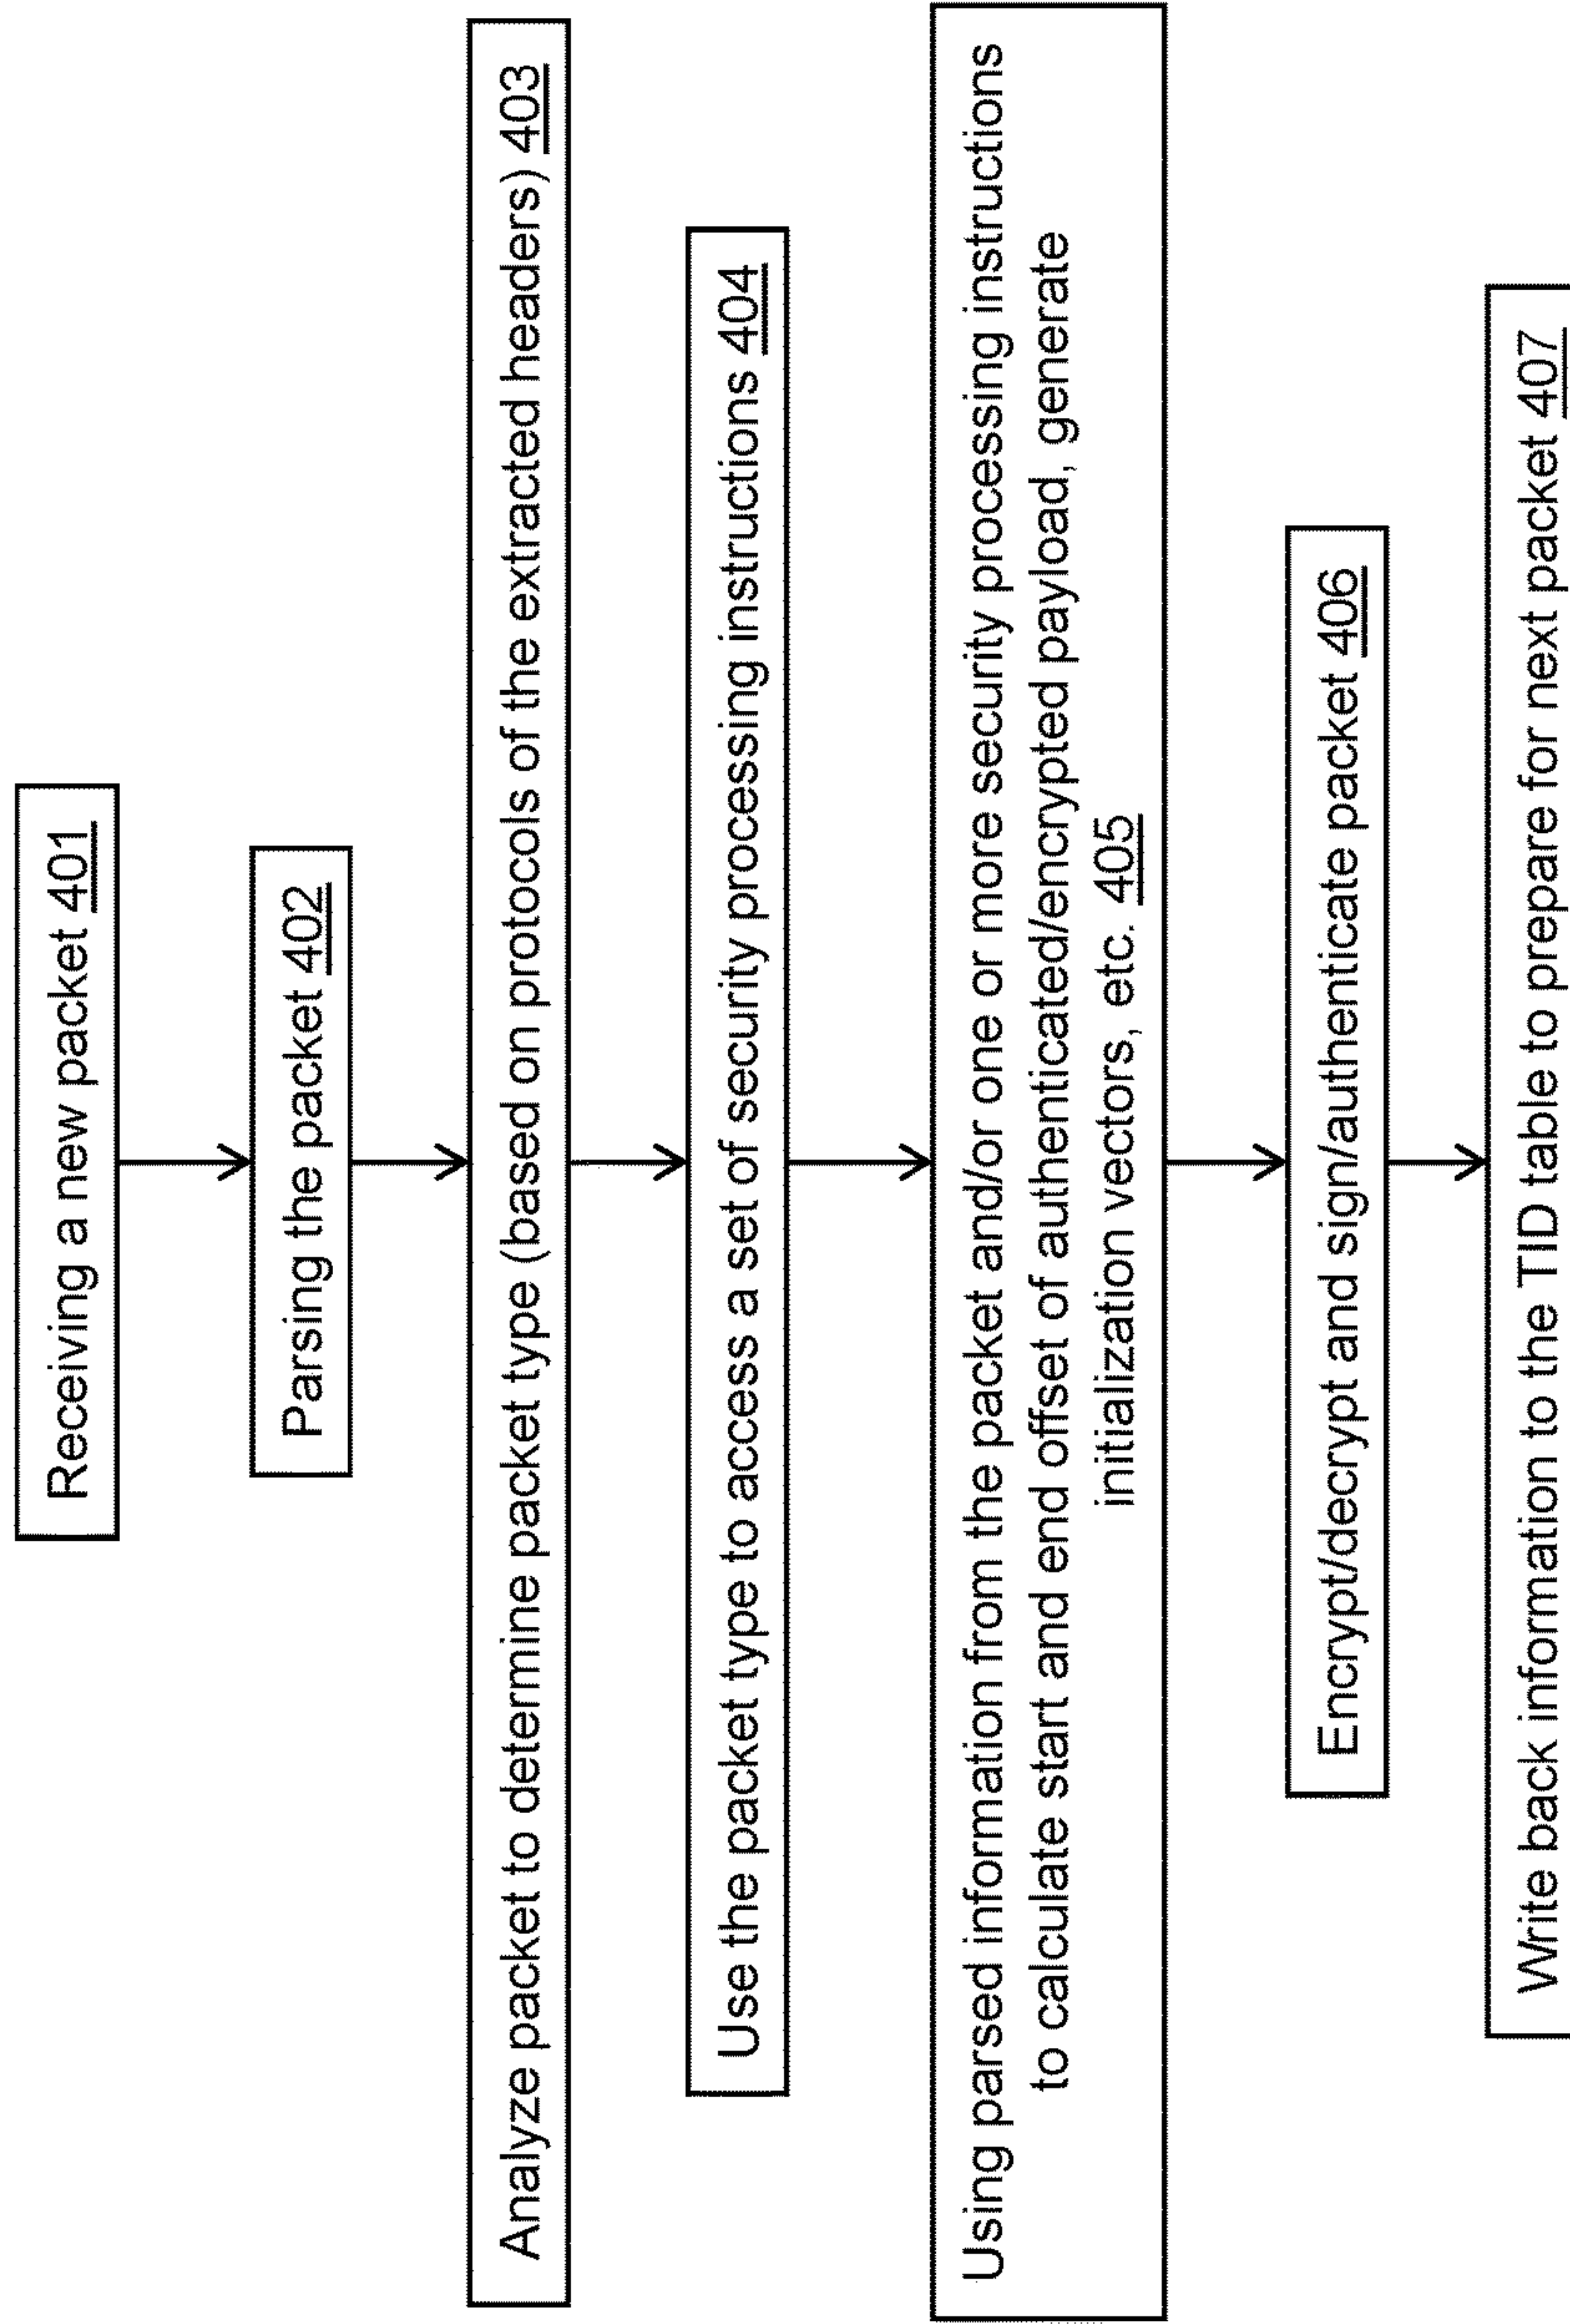 Receiving a new packet 401
Parsing the packet 402
Analyze packet to determine packet type (based on protocols of the extracted headers) 403
Use the packet type to access a set of security processing instructions 404
Using parsed information from the packet and/or one or more security processing instructions
to calculate start and end offset of authenticated/encrypted payload, generate
initialization vectors, etc. 405
Encrypt/decrypt and sign/authenticate packet 406
Write back information to the TID table to prepare for next packet 407